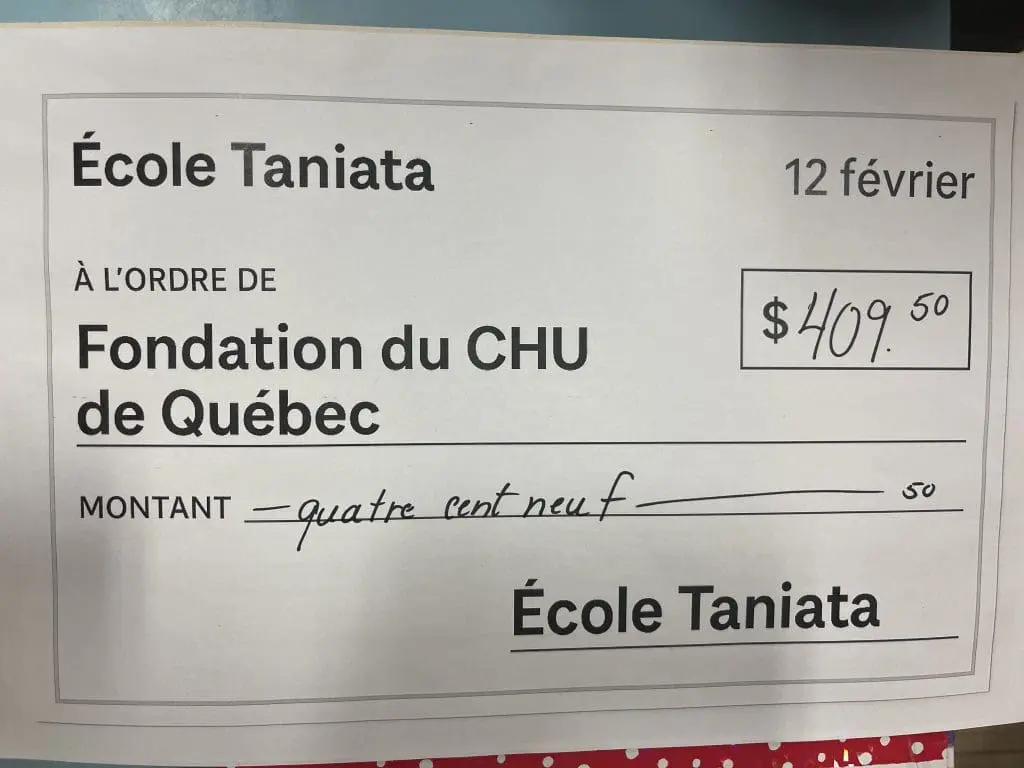 École Taniata
12 février
À L'ORDRE DE
$409.50
Fondation du CHU
de Québec
MONTANT — quatre cent neuf — 50
École Taniata